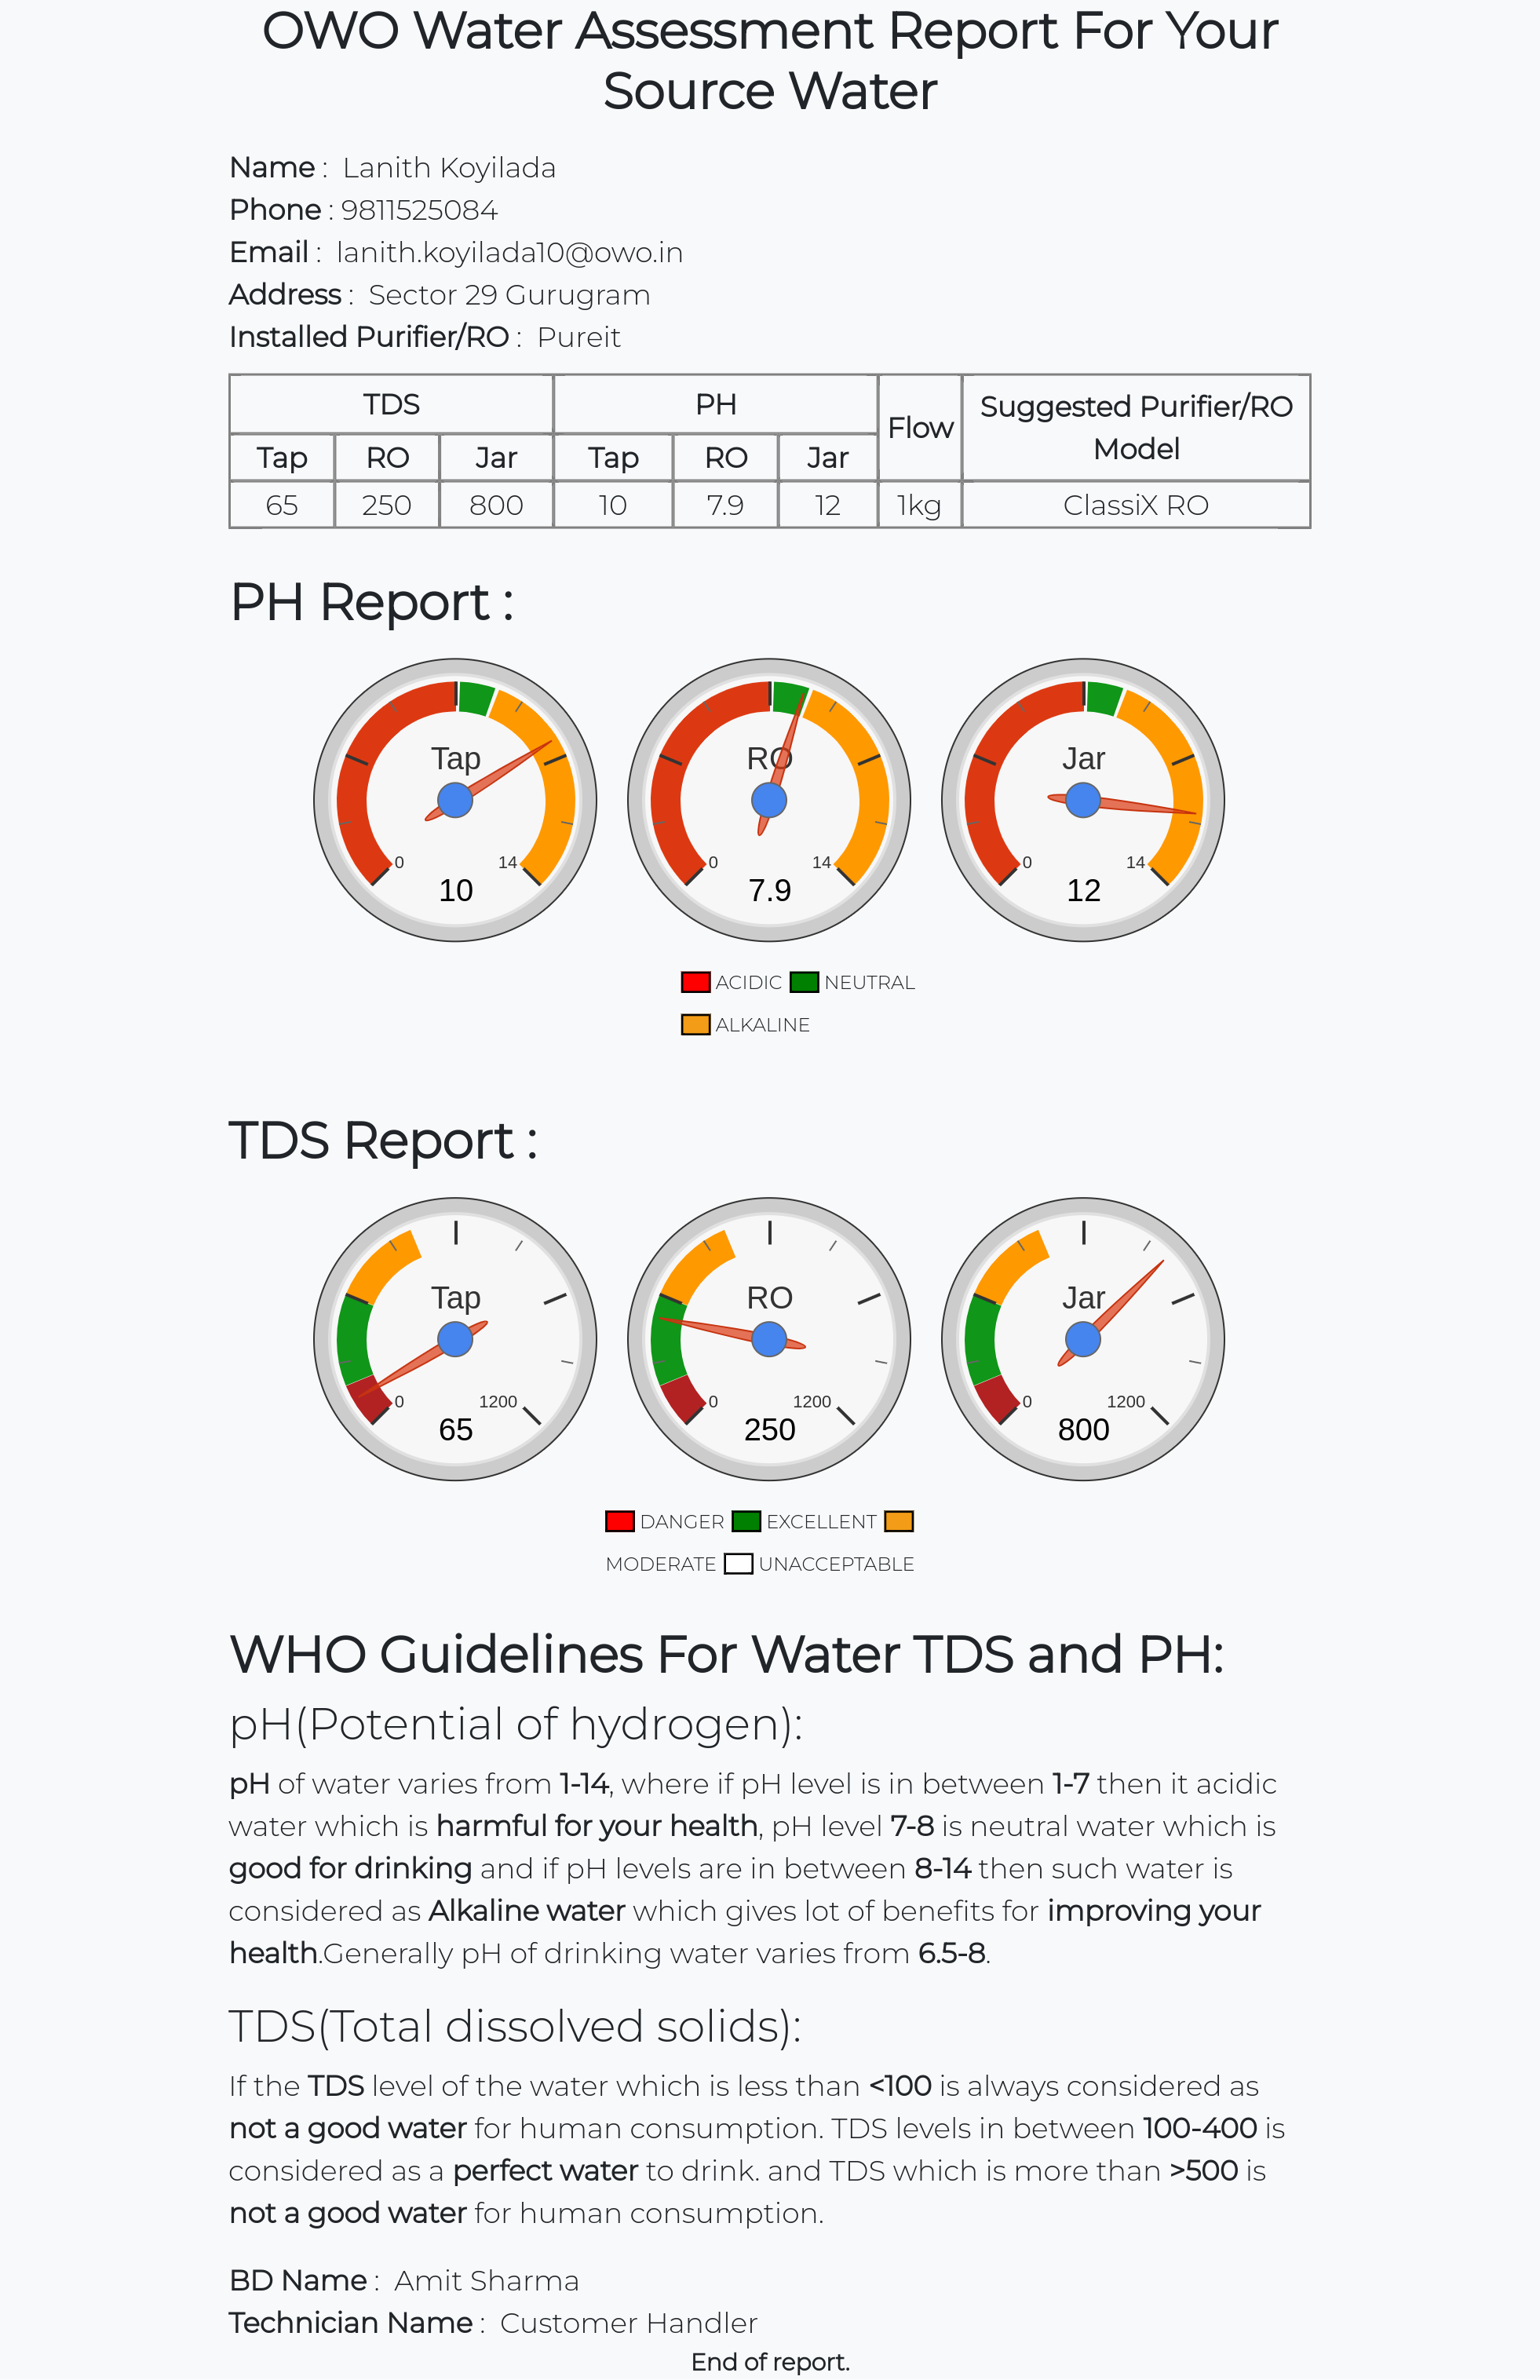 OWO Water Assessment Report For Your
Source Water
Name : Lanith Koyilada
Phone : 9811525084
Email : lanith.koyilada10@owo.in
Address : Sector 29 Gurugram
Installed Purifier/RO : Pureit
TDS PH Flow Suggested Purifier/RO Model
Tap RO Jar Tap RO Jar
65 250 800 10 7.9 12 1kg ClassiX RO
PH Report :
Tap RO Jar
0 14 0 14 0 14
10 7.9 12
ACIDIC NEUTRAL
ALKALINE
TDS Report :
Tap RO Jar
0 1200 0 1200 0 1200
65 250 800
DANGER EXCELLENT
MODERATE UNACCEPTABLE
WHO Guidelines For Water TDS and PH:
pH(Potential of hydrogen):
pH of water varies from 1-14, where if pH level is in between 1-7 then it acidic
water which is harmful for your health, pH level 7-8 is neutral water which is
good for drinking and if pH levels are in between 8-14 then such water is
considered as Alkaline water which gives lot of benefits for improving your
health.Generally pH of drinking water varies from 6.5-8.
TDS(Total dissolved solids):
If the TDS level of the water which is less than <100 is always considered as
not a good water for human consumption. TDS levels in between 100-400 is
considered as a perfect water to drink. and TDS which is more than >500 is
not a good water for human consumption.
BD Name : Amit Sharma
Technician Name : Customer Handler
End of report.